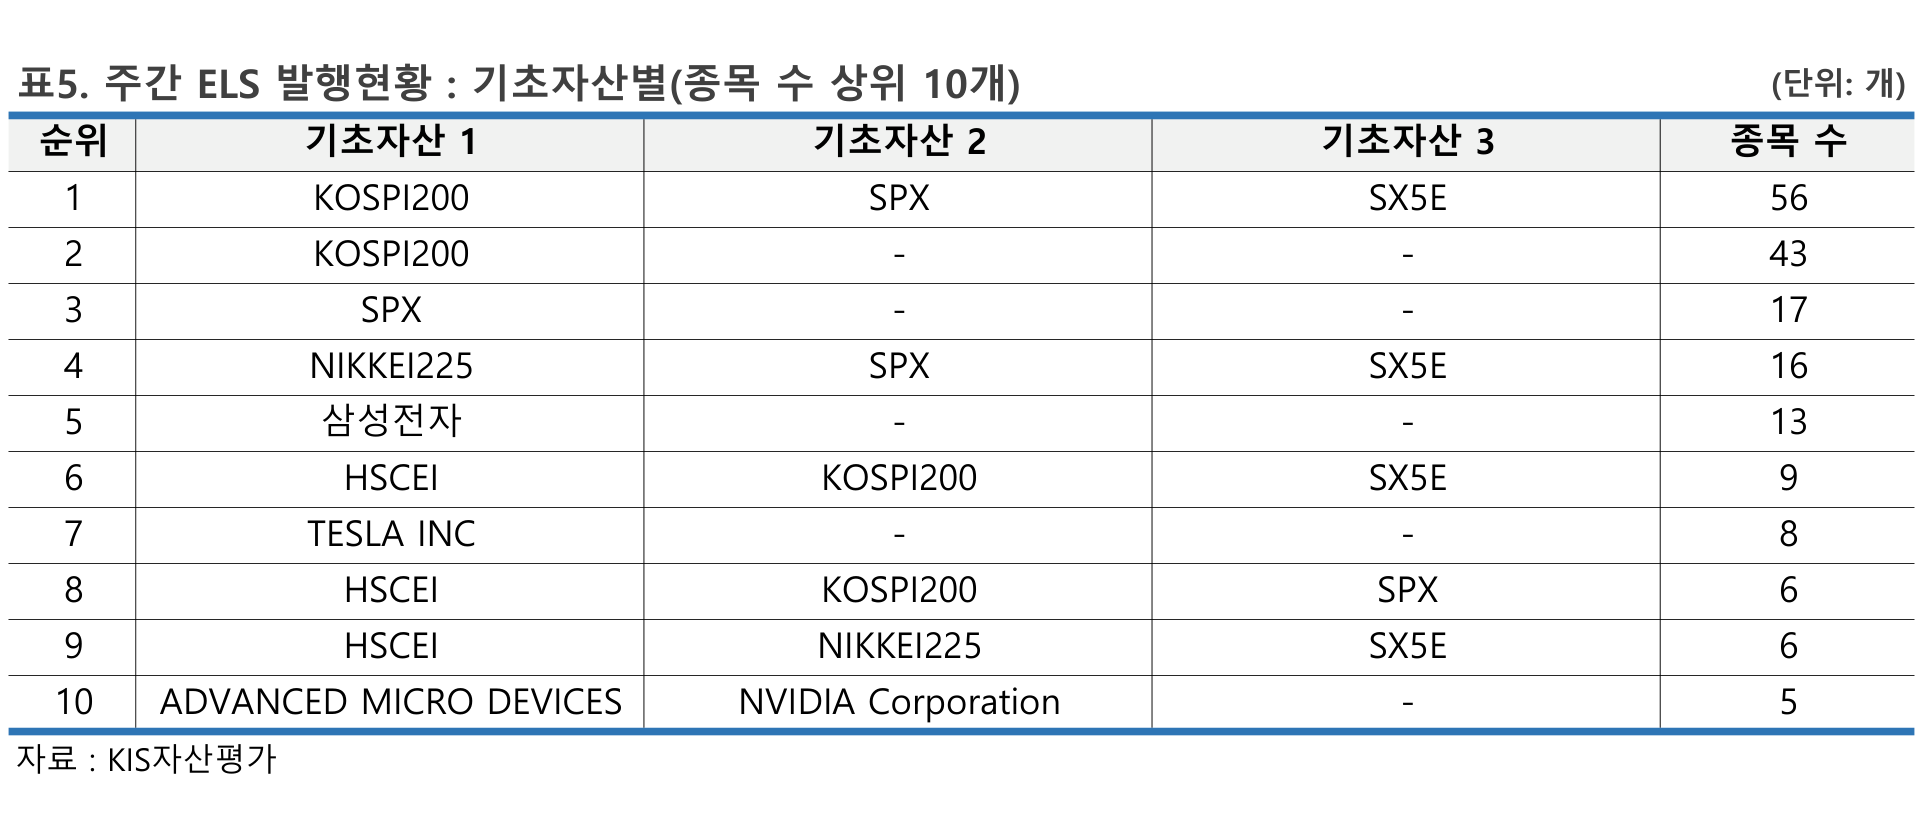 표5. 주간 ELS 발행현황 : 기초자산별(종목 수 상위 10개) (단위: 개)
순위 기초자산 1 기초자산 2 기초자산 3 종목 수
1 KOSPI200 SPX SX5E 56
2 KOSPI200 - - 43
3 SPX - - 17
4 NIKKEI225 SPX SX5E 16
5 삼성전자 - - 13
6 HSCEI KOSPI200 SX5E 9
7 TESLA INC - - 8
8 HSCEI KOSPI200 SPX 6
9 HSCEI NIKKEI225 SX5E 6
10 ADVANCED MICRO DEVICES NVIDIA Corporation - 5
자료 : KIS자산평가